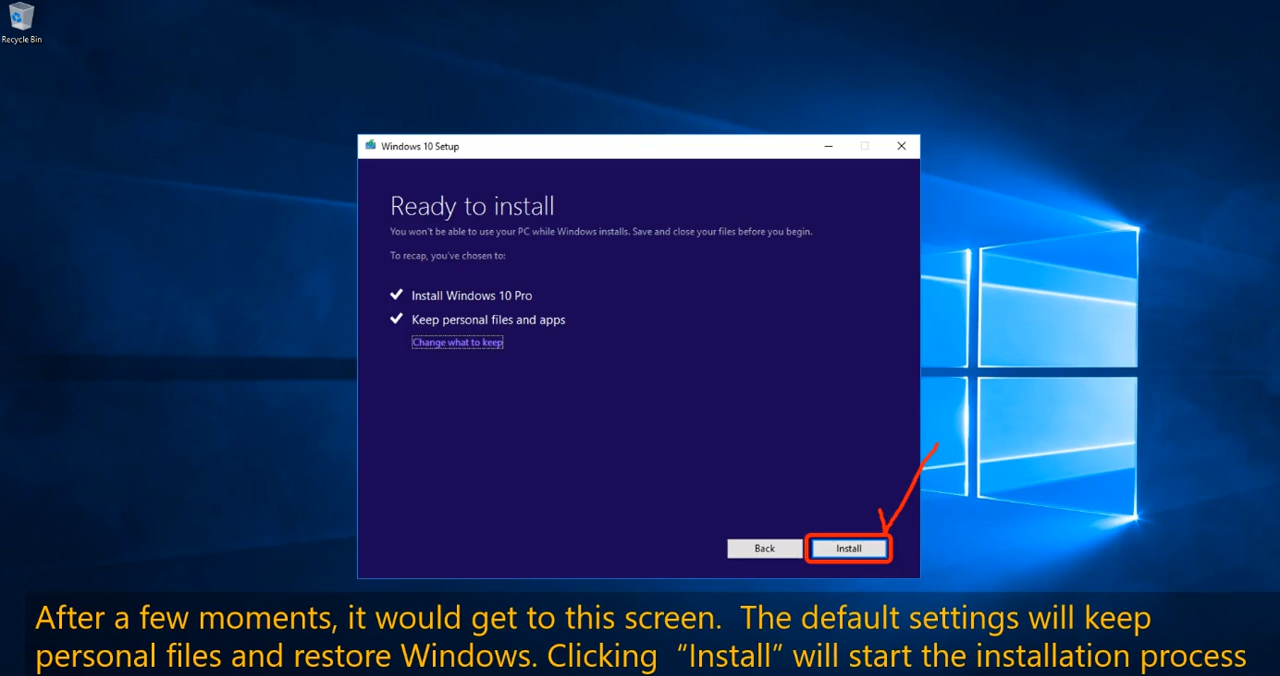 Recycle Bin
Windows 10 Setup
Ready to install
You won't be able to use your PC while Windows installs. Save and close your files before you begin.
To recap, you've chosen to:
Install Windows 10 Pro
Keep personal files and apps
Change what to keep
Back
Install
After a few moments, it would get to this screen. The default settings will keep
personal files and restore Windows. Clicking “Install” will start the installation process